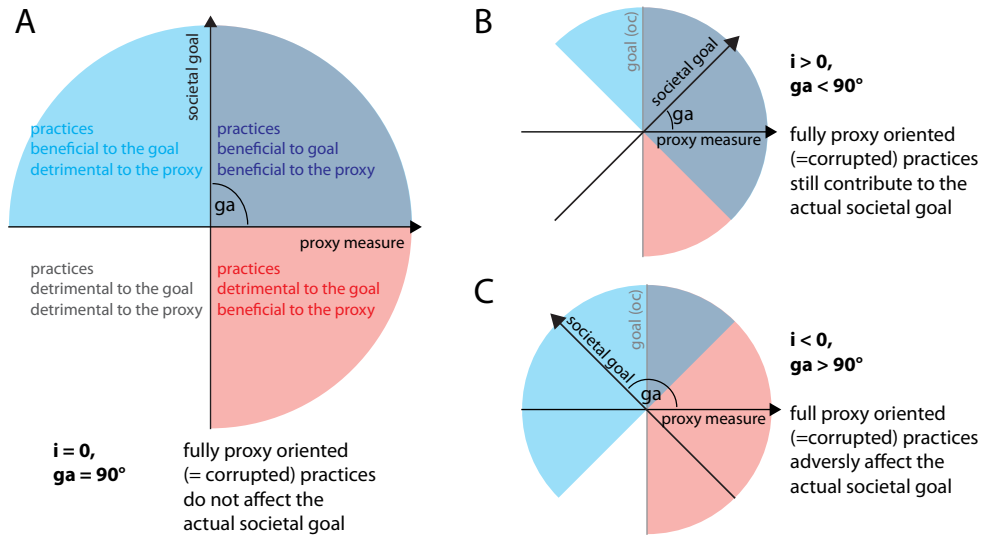 A
societal goal
practices
beneficial to the goal
detrimental to the proxy
practices
beneficial to goal
beneficial to the proxy
ga
proxy measure
practices
detrimental to the goal
detrimental to the proxy
practices
detrimental to the goal
beneficial to the proxy
i = 0,
ga = 90°
fully proxy oriented
(= corrupted) practices
do not affect the
actual societal goal
B
goal (oc)
societal goal
ga
proxy measure
i > 0,
ga < 90°
fully proxy oriented
(=corrupted) practices
still contribute to the
actual societal goal
C
goal (oc)
societal goal
ga
proxy measure
i < 0,
ga > 90°
full proxy oriented
(=corrupted) practices
adversly affect the
actual societal goal